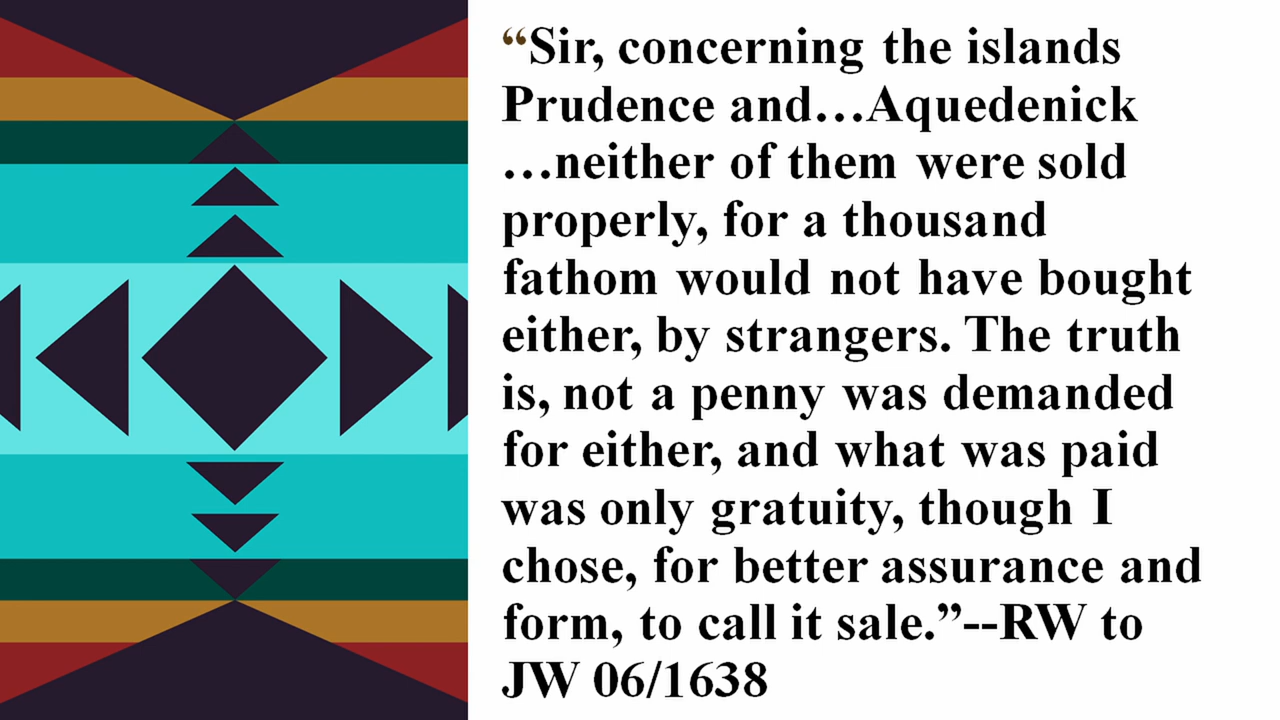 “Sir, concerning the islands
Prudence and…Aquedenick
…neither of them were sold
properly, for a thousand
fathom would not have bought
either, by strangers. The truth
is, not a penny was demanded
for either, and what was paid
was only gratuity, though I
chose, for better assurance and
form, to call it sale.”--RW to
JW 06/1638